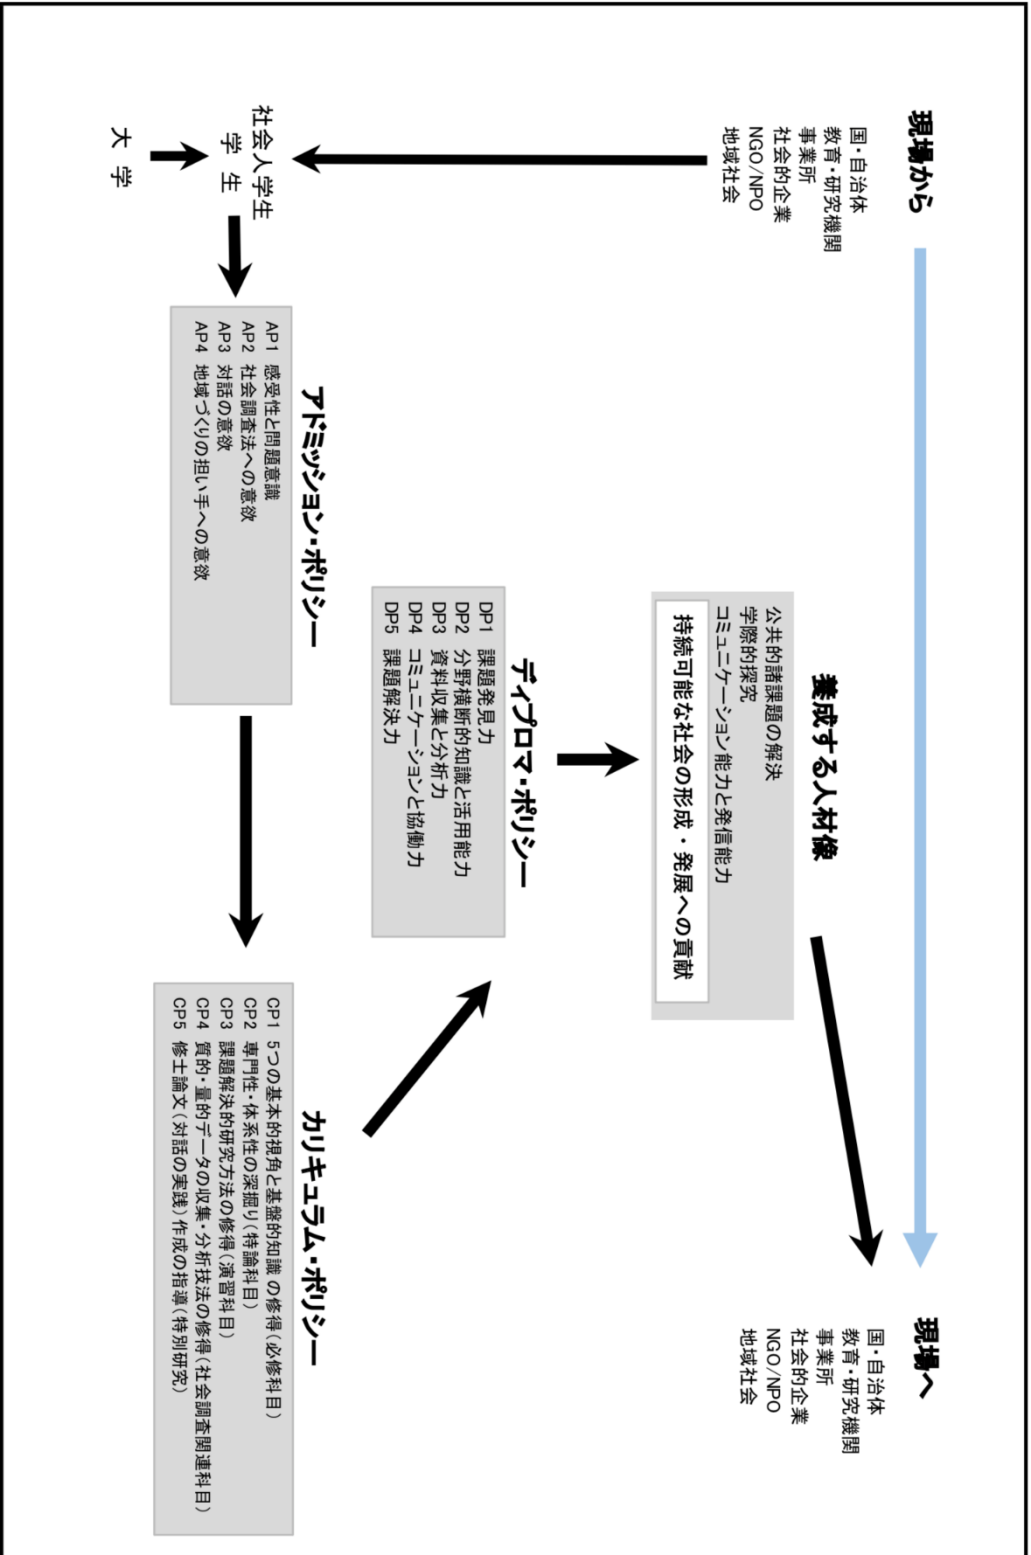 現場から
国・自治体
教育・研究機関
事業所
社会的企業
NGO/NPO
地域社会
社会人学生
学 生
大 学
アドミッション・ポリシー
AP1 感受性と問題意識
AP2 社会調査法への意欲
AP3 対話の意欲
AP4 地域づくりの担い手への意欲
カリキュラム・ポリシー
CP1 5つの基本的視角と基盤的知識 の修得(必修科目)
CP2 専門性・体系性の深掘り(特論科目)
CP3 課題解決的研究方法の修得(演習科目)
CP4 質的・量的データの収集・分析技法の修得(社会調査関連科目)
CP5 修士論文(対話の実践)作成の指導(特別研究)
ディプロマ・ポリシー
DP1 課題発見力
DP2 分野横断的知識と活用能力
DP3 資料収集と分析力
DP4 コミュニケーションと協働力
DP5 課題解決力
養成する人材像
公共的諸課題の解決
学際的探究
コミュニケーション能力と発信能力
持続可能な社会の形成・発展への貢献
現場へ
国・自治体
教育・研究機関
事業所
社会的企業
NGO/NPO
地域社会